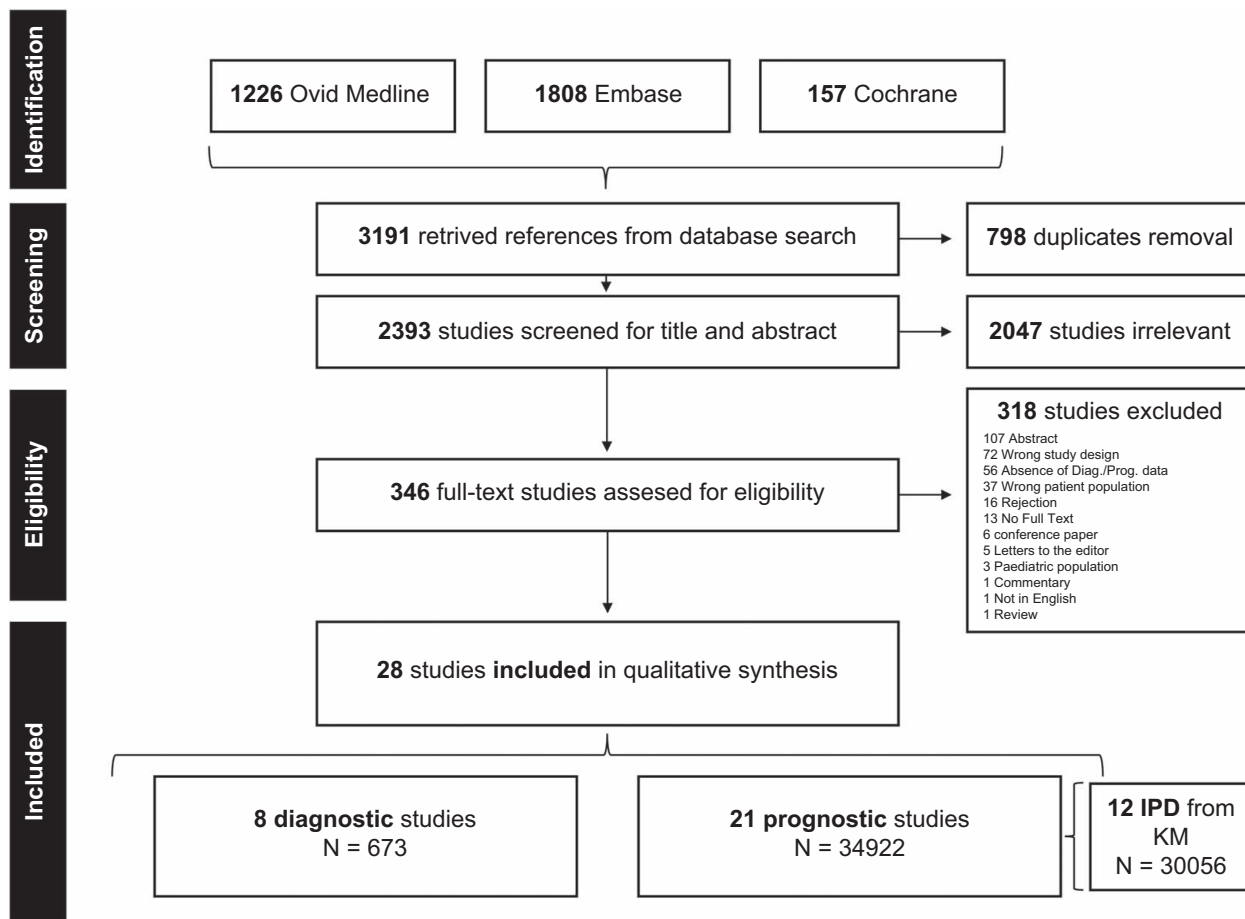 Identification
1226 Ovid Medline
1808 Embase
157 Cochrane
Screening
3191 retrived references from database search
798 duplicates removal
2393 studies screened for title and abstract
2047 studies irrelevant
Eligibility
346 full-text studies assesed for eligibility
318 studies excluded
107 Abstract
72 Wrong study design
56 Absence of Diag./Prog. data
37 Wrong patient population
16 Rejection
13 No Full Text
6 conference paper
5 Letters to the editor
3 Paediatric population
1 Commentary
1 Not in English
1 Review
Included
28 studies included in qualitative synthesis
8 diagnostic studies
N = 673
21 prognostic studies
N = 34922
12 IPD from
KM
N = 30056